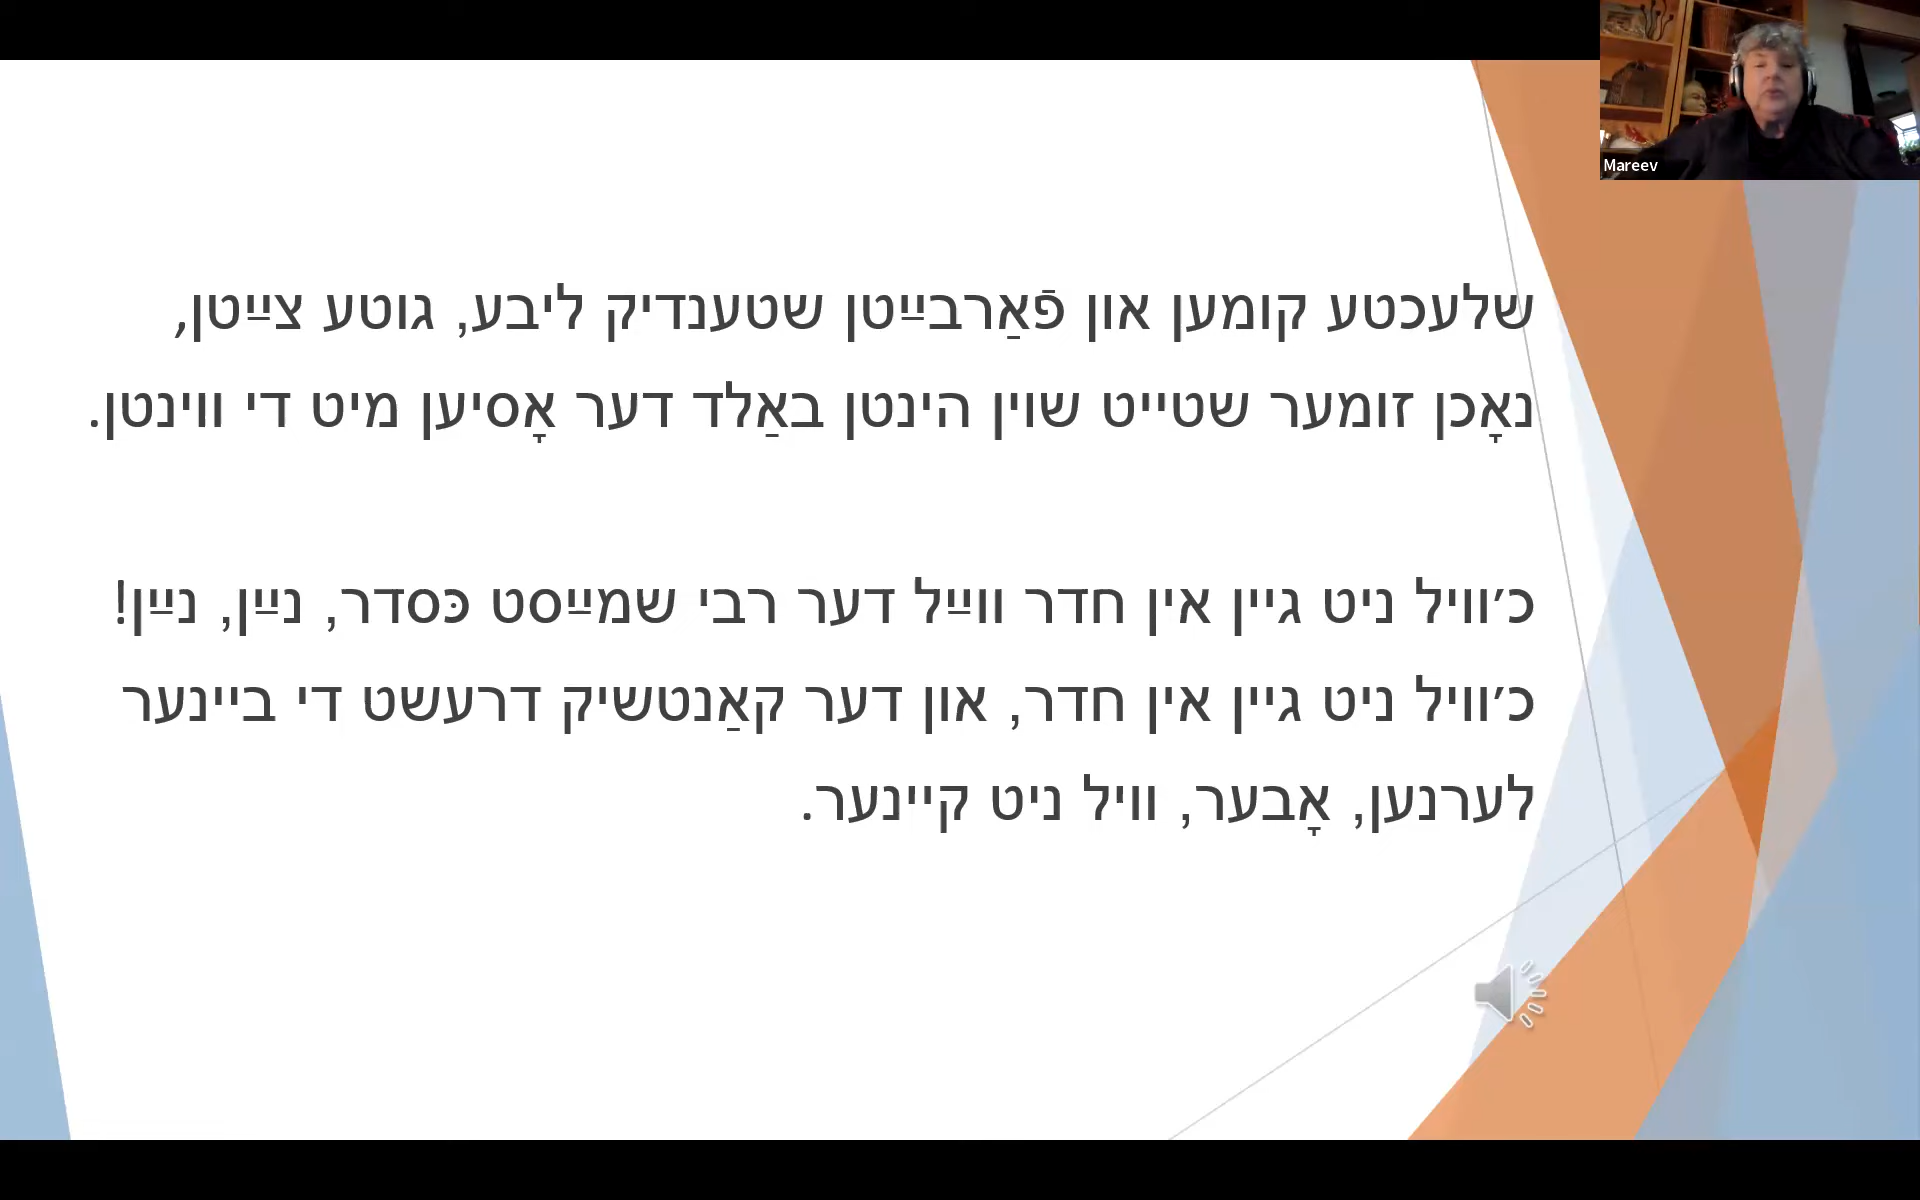 Mareev
שלעכטע קומען און פֿאַרבײַטן שטענדיק ליבע, גוטע צײַטן,
נאָכן זומער שטייט שוין הינטן באַלד דער אָסיען מיט די ווינטן.
כ׳וויל ניט גיין אין חדר ווײַל דער רבי שמײַסט כּסדר, נײַן, נײַן!
כ׳וויל ניט גיין אין חדר, און דער קאַנטשיק דרעשט די ביינער
לערנען, אָבער, וויל ניט קיינער.